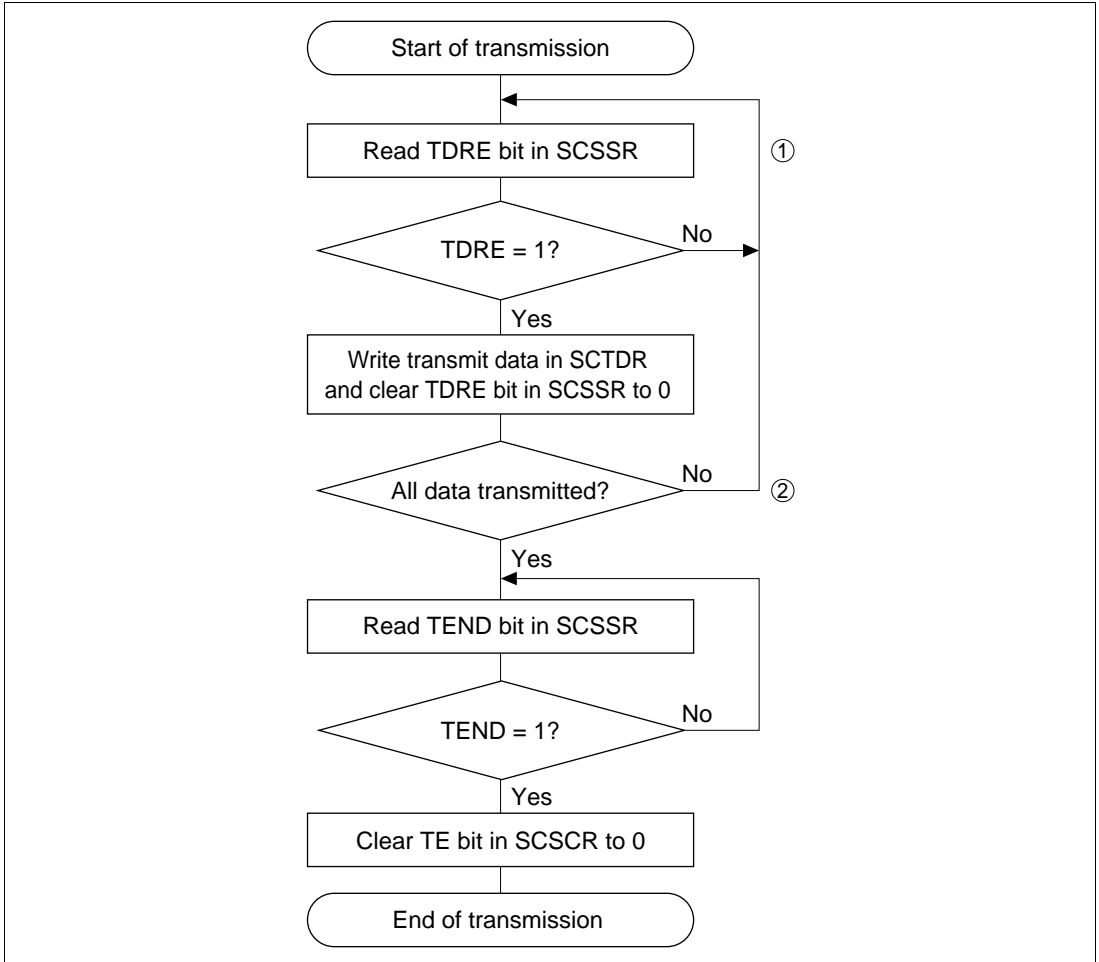 Start of transmission
Read TDRE bit in SCSSR
①
TDRE = 1?
No
Yes
Write transmit data in SCTDR
and clear TDRE bit in SCSSR to 0
All data transmitted?
No
②
Yes
Read TEND bit in SCSSR
TEND = 1?
No
Yes
Clear TE bit in SCSCR to 0
End of transmission